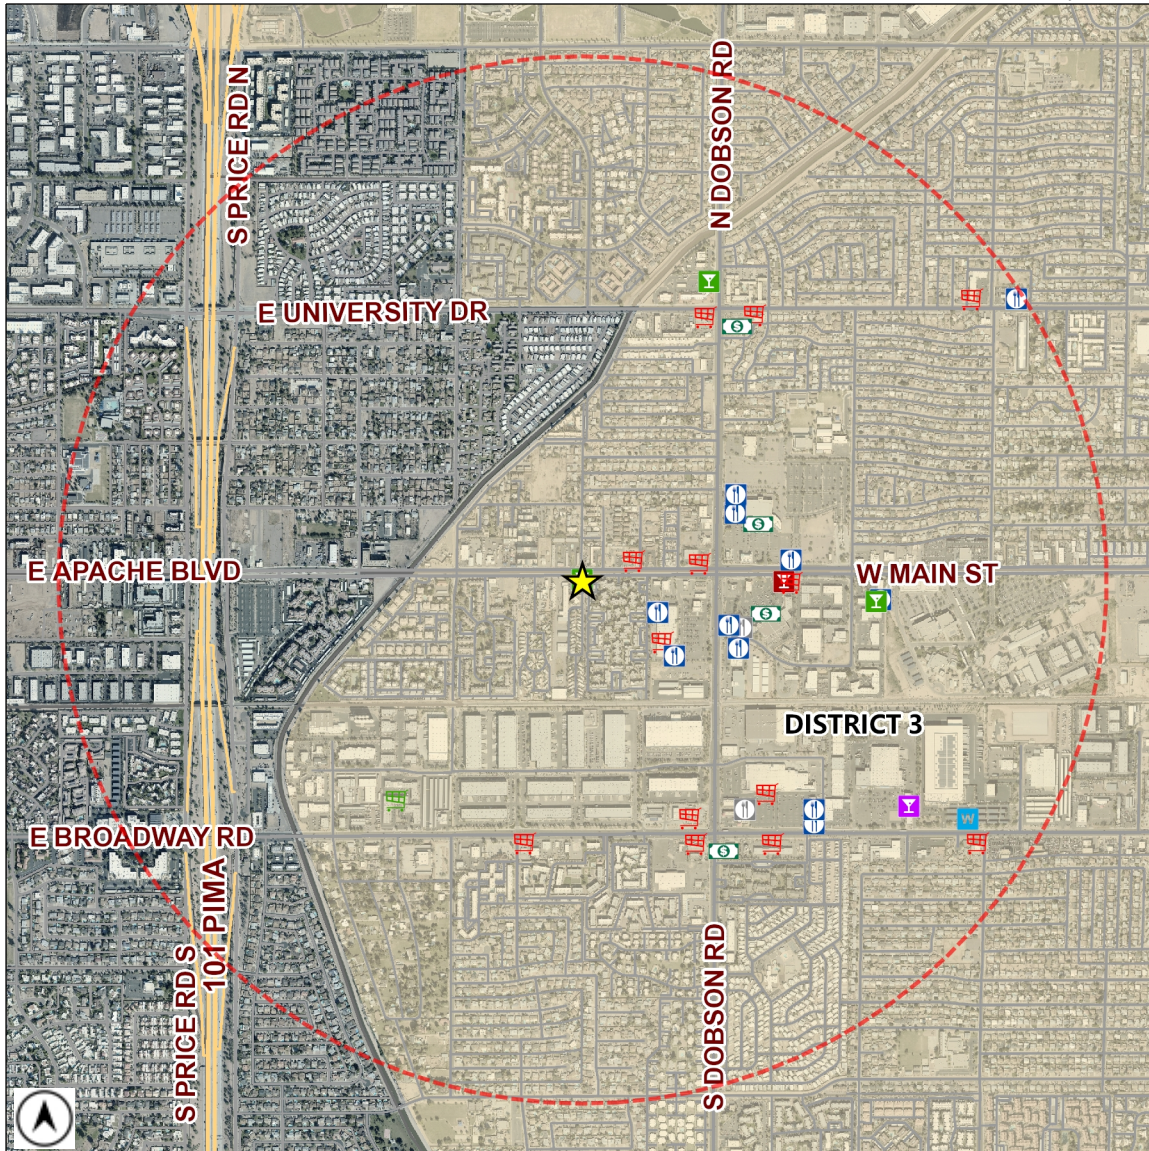 S PRICE RD N
N DOBSON RD
E UNIVERSITY DR
$
$
E APACHE BLVD
W MAIN ST
$
DISTRICT 3
W
E BROADWAY RD
$
101 PIMA
S PRICE RD S
S DOBSON RD